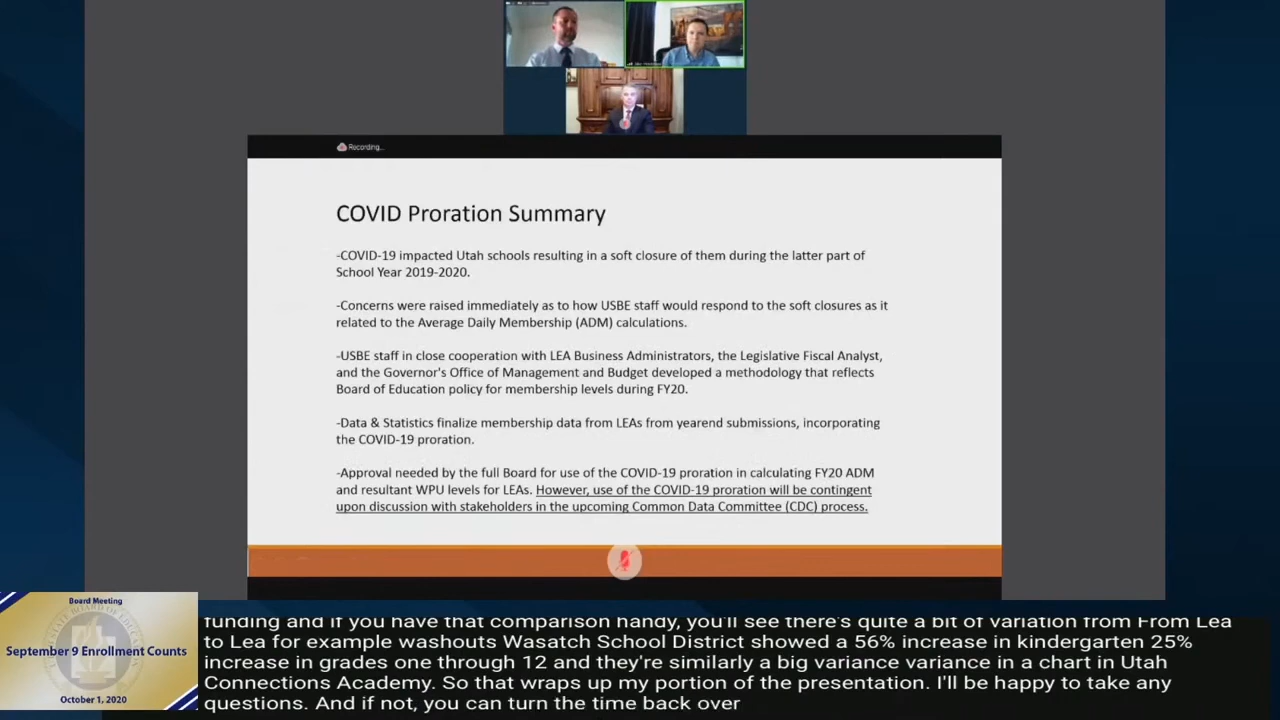 Recording...
COVID Proration Summary
-COVID-19 impacted Utah schools resulting in a soft closure of them during the latter part of
School Year 2019-2020.
-Concerns were raised immediately as to how USBE staff would respond to the soft closures as it
related to the Average Daily Membership (ADM) calculations.
-USBE staff in close cooperation with LEA Business Administrators, the Legislative Fiscal Analyst,
and the Governor's Office of Management and Budget developed a methodology that reflects
Board of Education policy for membership levels during FY20.
-Data & Statistics finalize membership data from LEAs from yearend submissions, incorporating
the COVID-19 proration.
-Approval needed by the full Board for use of the COVID-19 proration in calculating FY20 ADM
and resultant WPU levels for LEAs. However, use of the COVID-19 proration will be contingent
upon discussion with stakeholders in the upcoming Common Data Committee (CDC) process.
Board Meeting
September 9 Enrollment Counts
October 1, 2020
funding and if you have that comparison handy, you'll see there's quite a bit of variation from From Lea
to Lea for example washouts Wasatch School District showed a 56% increase in kindergarten 25%
increase in grades one through 12 and they're similarly a big variance variance in a chart in Utah
Connections Academy. So that wraps up my portion of the presentation. I'll be happy to take any
questions. And if not, you can turn the time back over